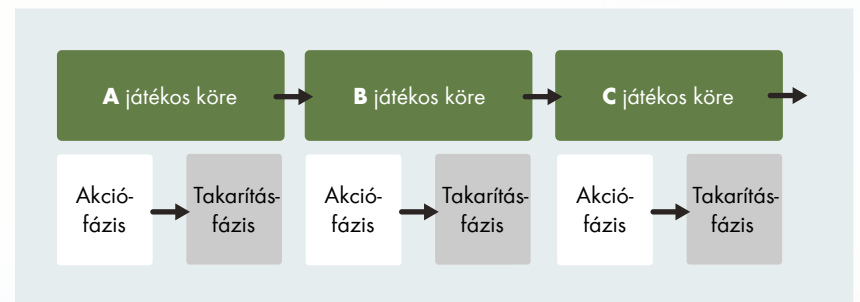 A játékos köre
B játékos köre
C játékos köre
Akció-
fázis
Takarítás-
fázis
Akció-
fázis
Takarítás-
fázis
Akció-
fázis
Takarítás-
fázis